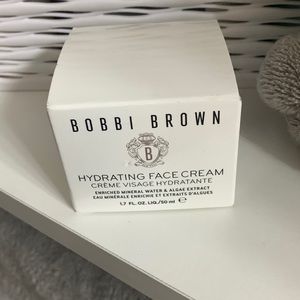 BOBBI BROWN
B
HYDRATING FACE CREAM
CRÈME VISAGE HYDRATANTE
ENRICHED MINERAL WATER & ALGAE EXTRACT
EAU MINÉRALE ENRICHIE ET EXTRAITS D'ALGUES
1.7 FL. OZ. LIQ./50 ml ℮